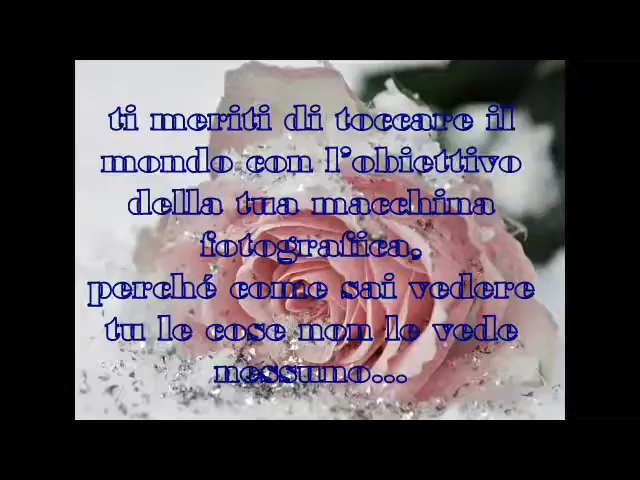 ti meriti di toccare il
mondo con l'obiettivo
della tua macchina
fotografica,
perché come sai vedere
tu le cose non le vede
nessuno...